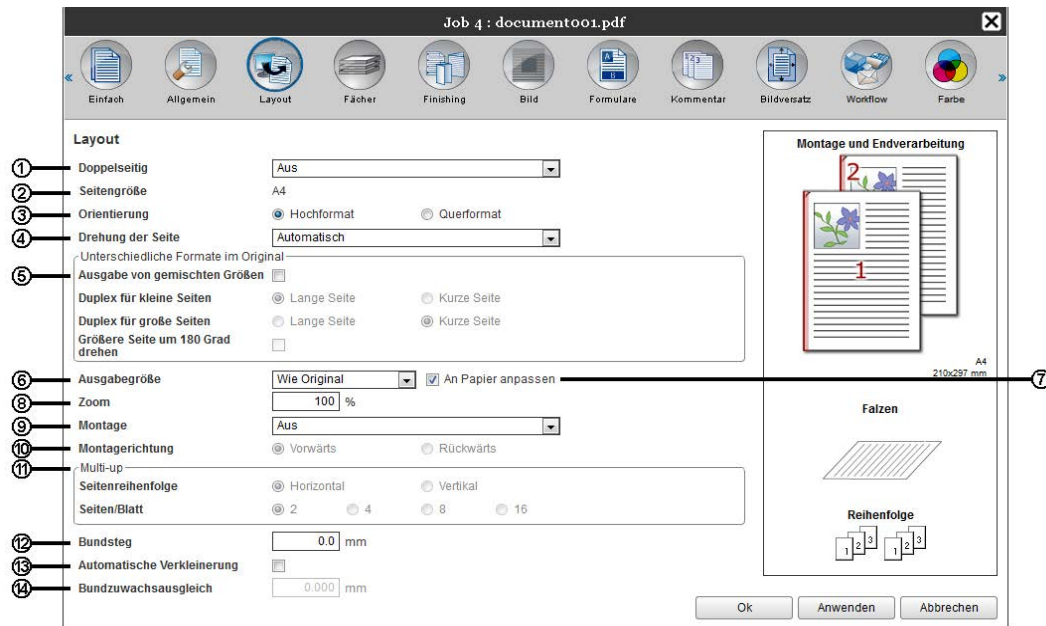 Job 4 : document001.pdf
« Einfach Allgemein Layout Fächer Finishing Bild Formulare Kommentar Bildversatz Workflow Farbe »
Layout
① Doppelseitig Aus
② Seitengröße A4
③ Orientierung Hochformat Querformat
④ Drehung der Seite Automatisch
Unterschiedliche Formate im Original
⑤ Ausgabe von gemischten Größen
Duplex für kleine Seiten Lange Seite Kurze Seite
Duplex für große Seiten Lange Seite Kurze Seite
Größere Seite um 180 Grad
drehen
⑥ Ausgabegröße Wie Original An Papier anpassen ⑦
⑧ Zoom 100 %
⑨ Montage Aus
⑩ Montagerichtung Vorwärts Rückwärts
⑪ Multi-up
Seitenreihenfolge Horizontal Vertikal
Seiten/Blatt 2 4 8 16
⑫ Bundsteg 0.0 mm
⑬ Automatische Verkleinerung
⑭ Bundzuwachsausgleich 0.000 mm
Montage und Endverarbeitung
2
1
A4
210x297 mm
Falzen
Reihenfolge
1 2 3 1 2 3
Ok Anwenden Abbrechen